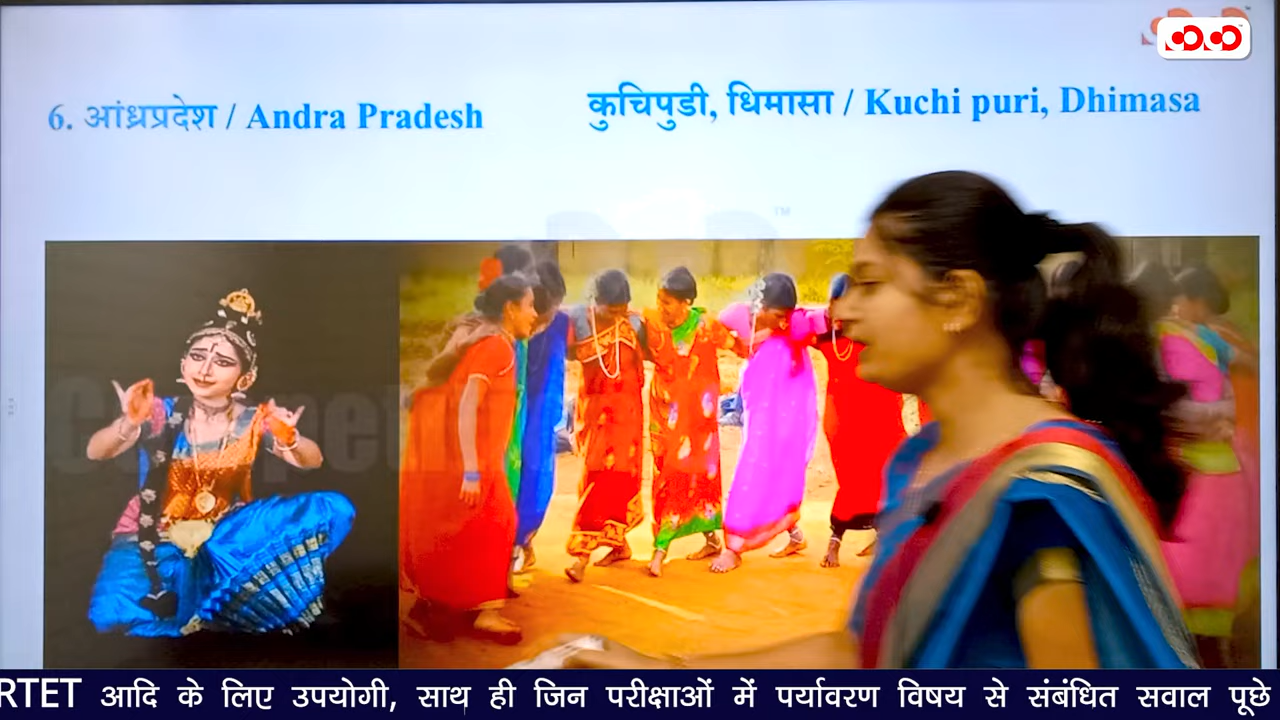 6. आंध्रप्रदेश / Andra Pradesh
कुचिपुडी, धिमासा / Kuchi puri, Dhimasa
RTET आदि के लिए उपयोगी, साथ ही जिन परीक्षाओं में पर्यावरण विषय से संबंधित सवाल पूछे